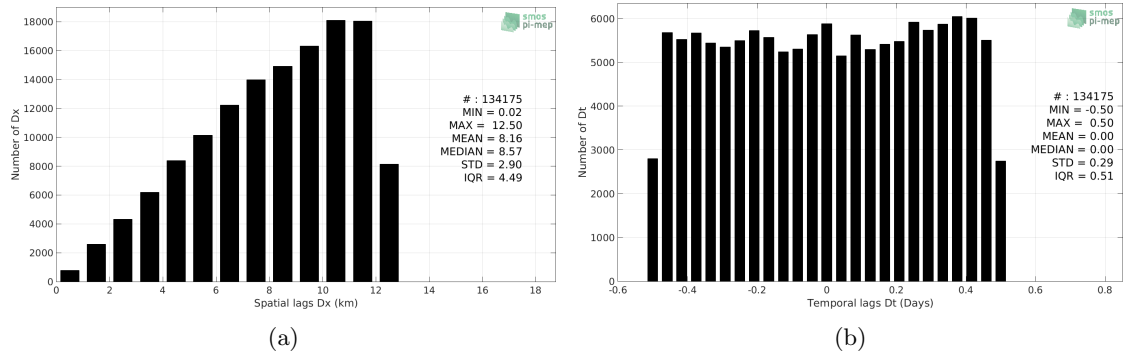 18000
16000
14000
12000
10000
8000
6000
4000
2000
0
Number of Dx
0 2 4 6 8 10 12 14 16 18
Spatial lags Dx (km)
smos
pi-mep
# : 134175
MIN = 0.02
MAX = 12.50
MEAN = 8.16
MEDIAN = 8.57
STD = 2.90
IQR = 4.49
(a)
6000
5000
4000
3000
2000
1000
0
Number of Dt
-0.6 -0.4 -0.2 0 0.2 0.4 0.6 0.8
Temporal lags Dt (Days)
smos
pi-mep
# : 134175
MIN = -0.50
MAX = 0.50
MEAN = 0.00
MEDIAN = 0.00
STD = 0.29
IQR = 0.51
(b)